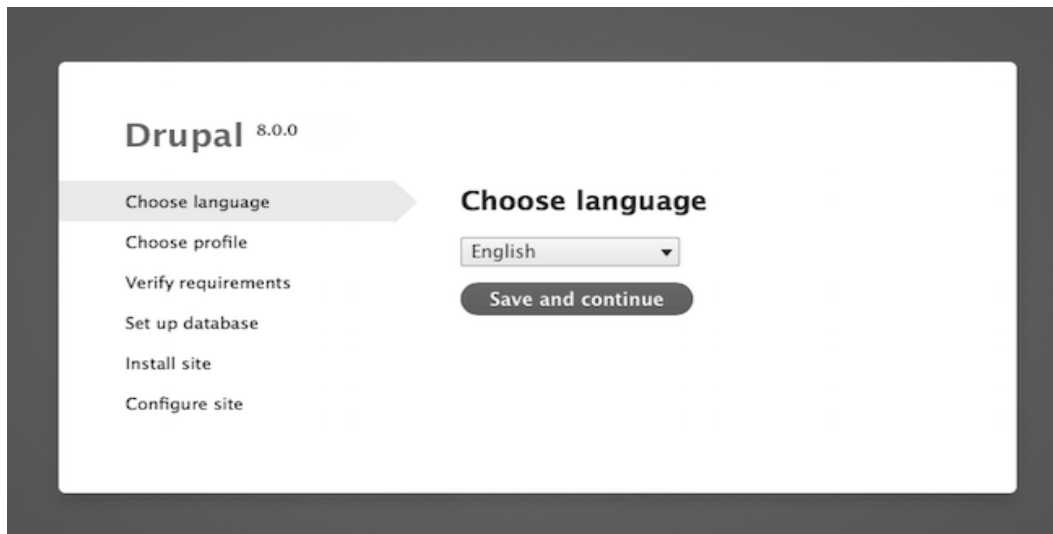 Drupal 8.0.0
Choose language
Choose profile
Verify requirements
Set up database
Install site
Configure site
Choose language
English
Save and continue